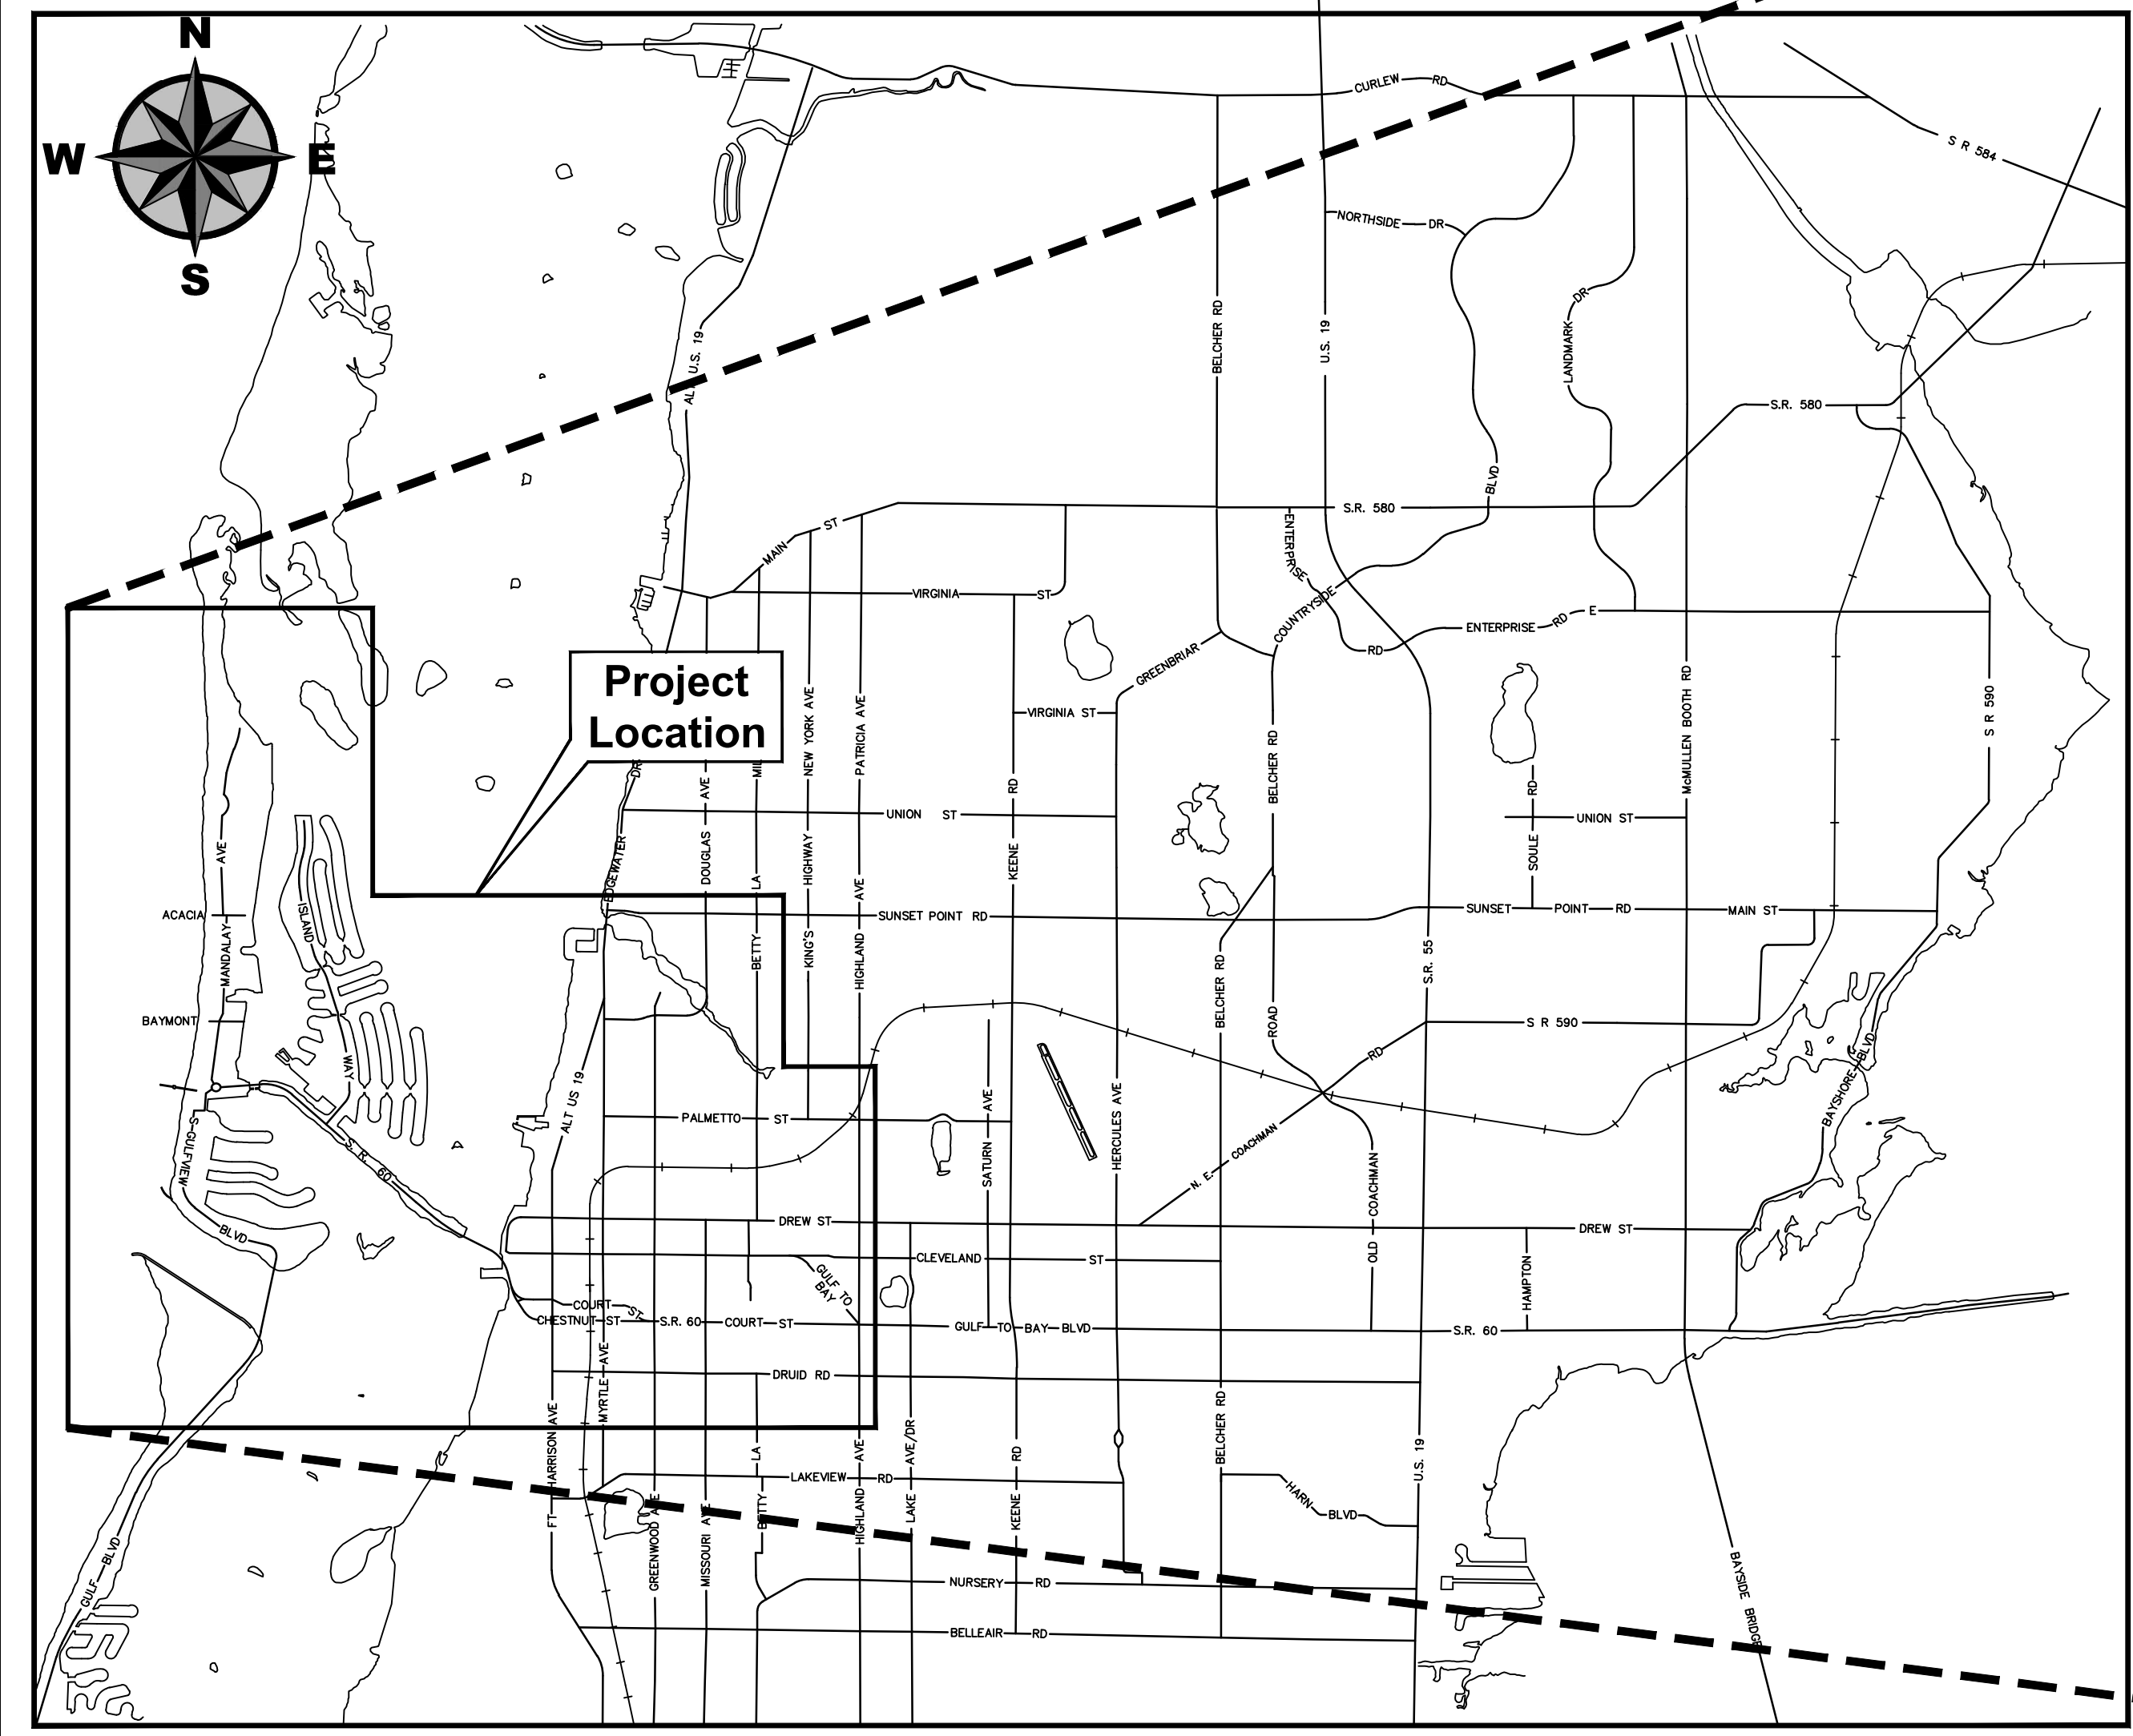 N
W
E
S
CURLEW RD
S R 584
NORTHSIDE DR
BELCHER RD
U.S. 19
LANDMARK DR
U.S. 19
S.R. 580
BLVD
MAIN ST
S.R. 580
ENTERPRISE
VIRGINIA ST
COUNTRYSIDE
ENTERPRISE RD E
RD
GREENBRIAR
Project
Location
NEW YORK AVE
PATRICIA AVE
VIRGINIA ST
BELCHER RD
McMULLEN BOOTH RD
S R 590
DR
AVE
KEENE RD
SOULE RD
UNION ST
UNION ST
EDGEWATER
DOUGLAS
LA
HIGHWAY
AVE
AVE
ISLAND
ACACIA
MANDALAY
SUNSET POINT RD
SUNSET POINT RD
MAIN ST
BETTY
KING'S
HIGHLAND
S.R. 55
BELCHER RD
ROAD
BAYMONT
S R 590
WAY
ALT US 19
RD
BAYSHORE BLVD
PALMETTO ST
SATURN AVE
HERCULES AVE
N. E. COACHMAN
S GULFVIEW
S. R. 60
OLD COACHMAN
BLVD
DREW ST
DREW ST
CLEVELAND ST
GULF TO
BAY
HAMPTON
COURT ST
CHESTNUT ST
S.R. 60
COURT ST
GULF TO BAY BLVD
S.R. 60
MYRTLE AVE
DRUID RD
FT HARRISON AVE
LA
HIGHLAND AVE
LAKE AVE/DR
KEENE RD
BELCHER RD
U.S. 19
LAKEVIEW RD
HARN BLVD
GREENWOOD AVE
MISSOURI AVE
BETTY
GULF BLVD
NURSERY RD
BAYSIDE BRIDGE
BELLEAIR RD